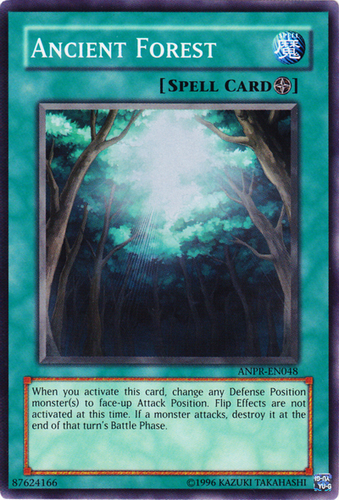 ANCIENT FOREST
[SPELL CARD]
ANPR-EN048
When you activate this card, change any Defense Position
monster(s) to face-up Attack Position. Flip Effects are
not activated at this time. If a monster attacks, destroy it at the
end of that turn's Battle Phase.
87624166
©1996 KAZUKI TAKAHASHI